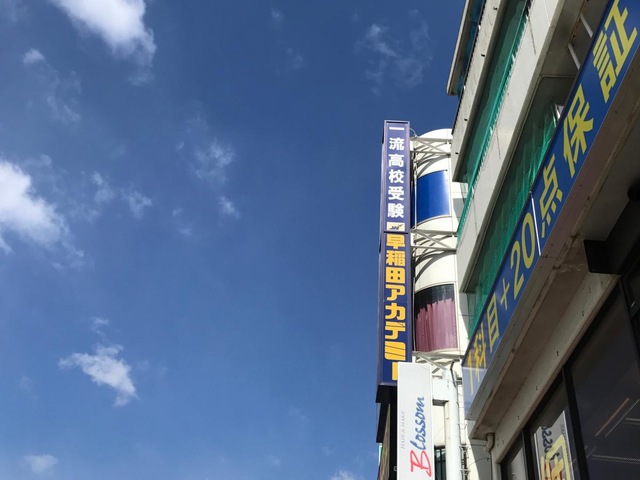 一流高校受験
早稲田アカデミー
科目+20点保証
Blossom